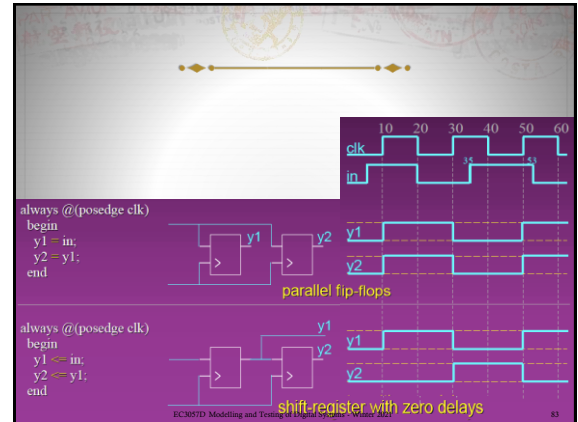 10 20 30 40 50 60
clk
35 53
in
always @(posedge clk)
begin
y1 = in;
y2 = y1;
end
y1
y2
y1
y2
parallel fip-flops
always @(posedge clk)
begin
y1 <= in;
y2 <= y1;
end
y1
y2
y1
y2
shift-register with zero delays
EC3057D Modelling and Testing of Digital Systems - Winter 2021
83